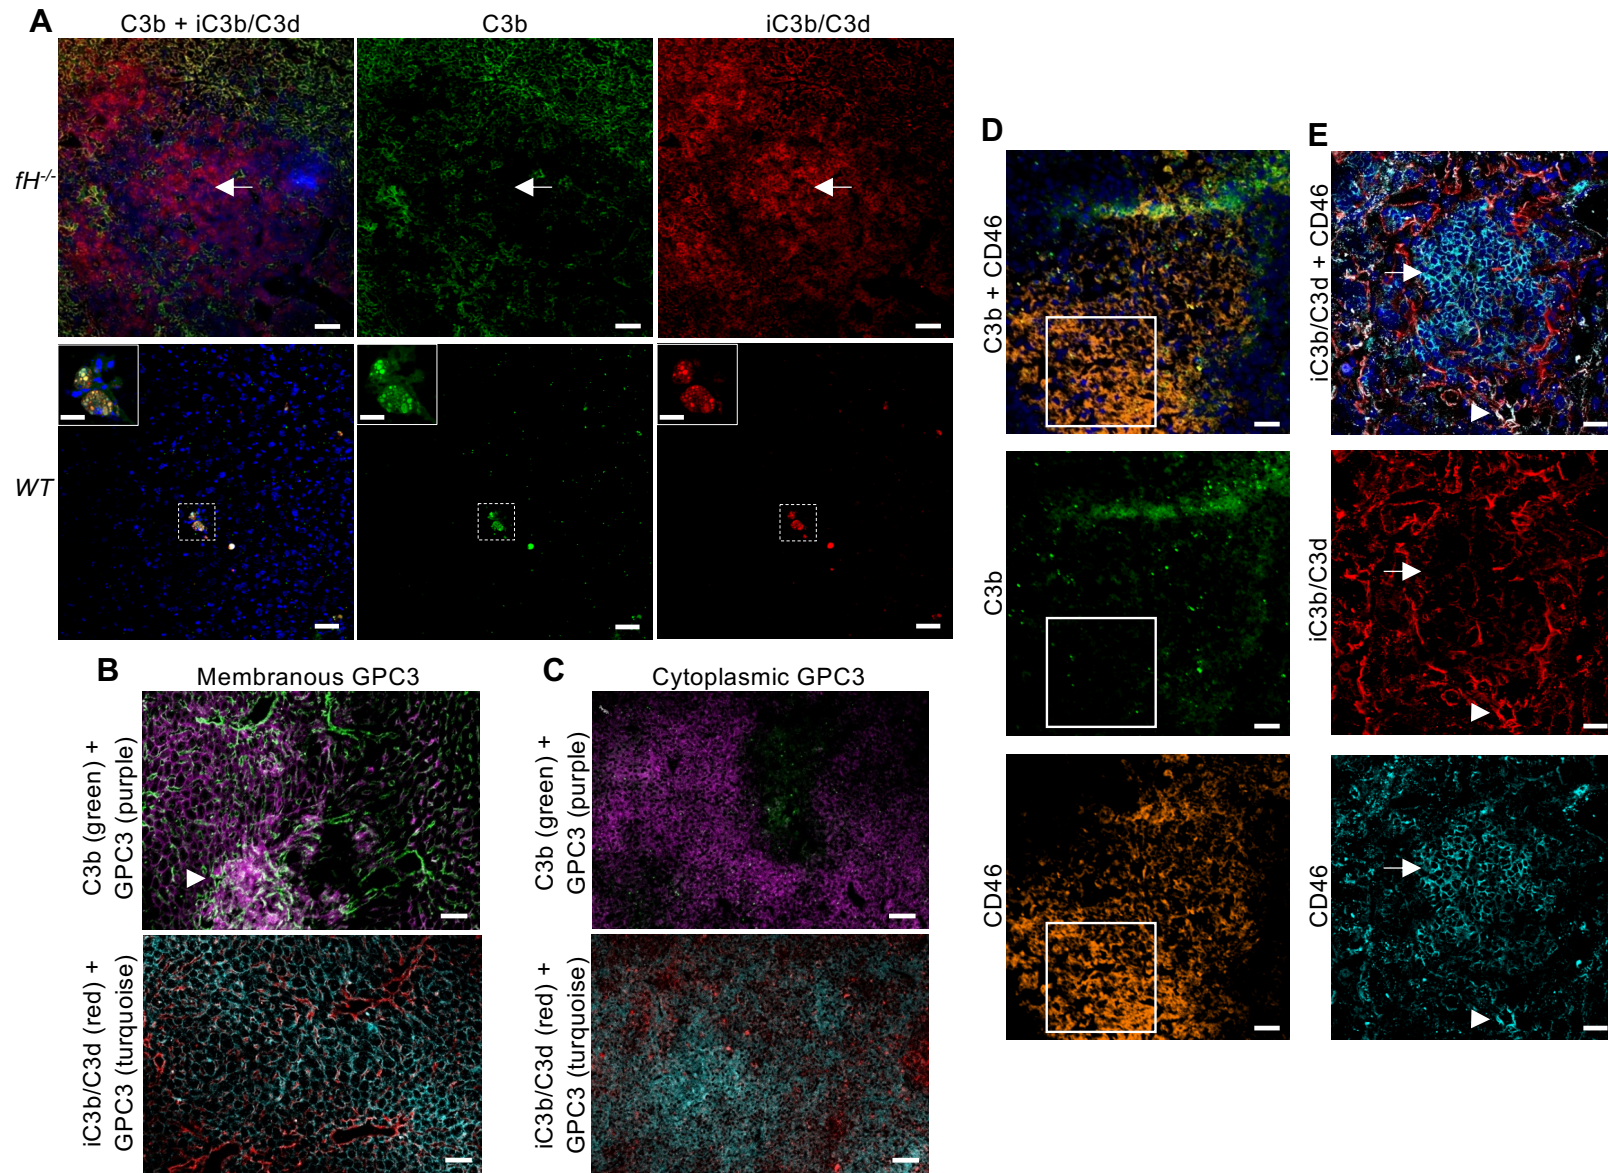 A
C3b + iC3b/C3d
C3b
iC3b/C3d
fH-/-
WT
B
Membranous GPC3
C3b (green) +
GPC3 (purple)
iC3b/C3d (red) +
GPC3 (turquoise)
C
Cytoplasmic GPC3
C3b (green) +
GPC3 (purple)
iC3b/C3d (red) +
GPC3 (turquoise)
D
C3b + CD46
C3b
CD46
E
iC3b/C3d + CD46
iC3b/C3d
CD46